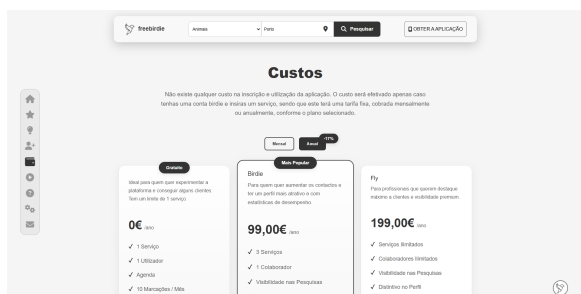 freebirdie
Animais
Porto
Pesquisar
OBTER A APLICAÇÃO
Custos
Não existe qualquer custo na inscrição e utilização da aplicação. O custo será efetivado apenas caso
tenhas uma conta birdie e insiras um serviço, sendo que este terá uma tarifa fixa, cobrada mensalmente
ou anualmente, conforme o plano selecionado.
Mensal
Anual
-17%
Gratuito
Ideal para quem quer experimentar a
plataforma e conseguir alguns clientes.
Tem um limite de 1 serviço.
0€ /ano
✓ 1 Serviço
✓ 1 Utilizador
✓ Agenda
✓ 10 Marcações / Mês
Mais Popular
Birdie
Para quem quer aumentar os contactos e
ter um perfil mais atrativo e com
estatísticas de desempenho.
99,00€ /ano
✓ 3 Serviços
✓ 1 Colaborador
✓ Visibilidade nas Pesquisas
Fly
Para profissionais que querem destaque
máximo a clientes e visibilidade premium.
199,00€ /ano
✓ Serviços Ilimitados
✓ Colaboradores Ilimitados
✓ Visibilidade nas Pesquisas
✓ Distintivo no Perfil